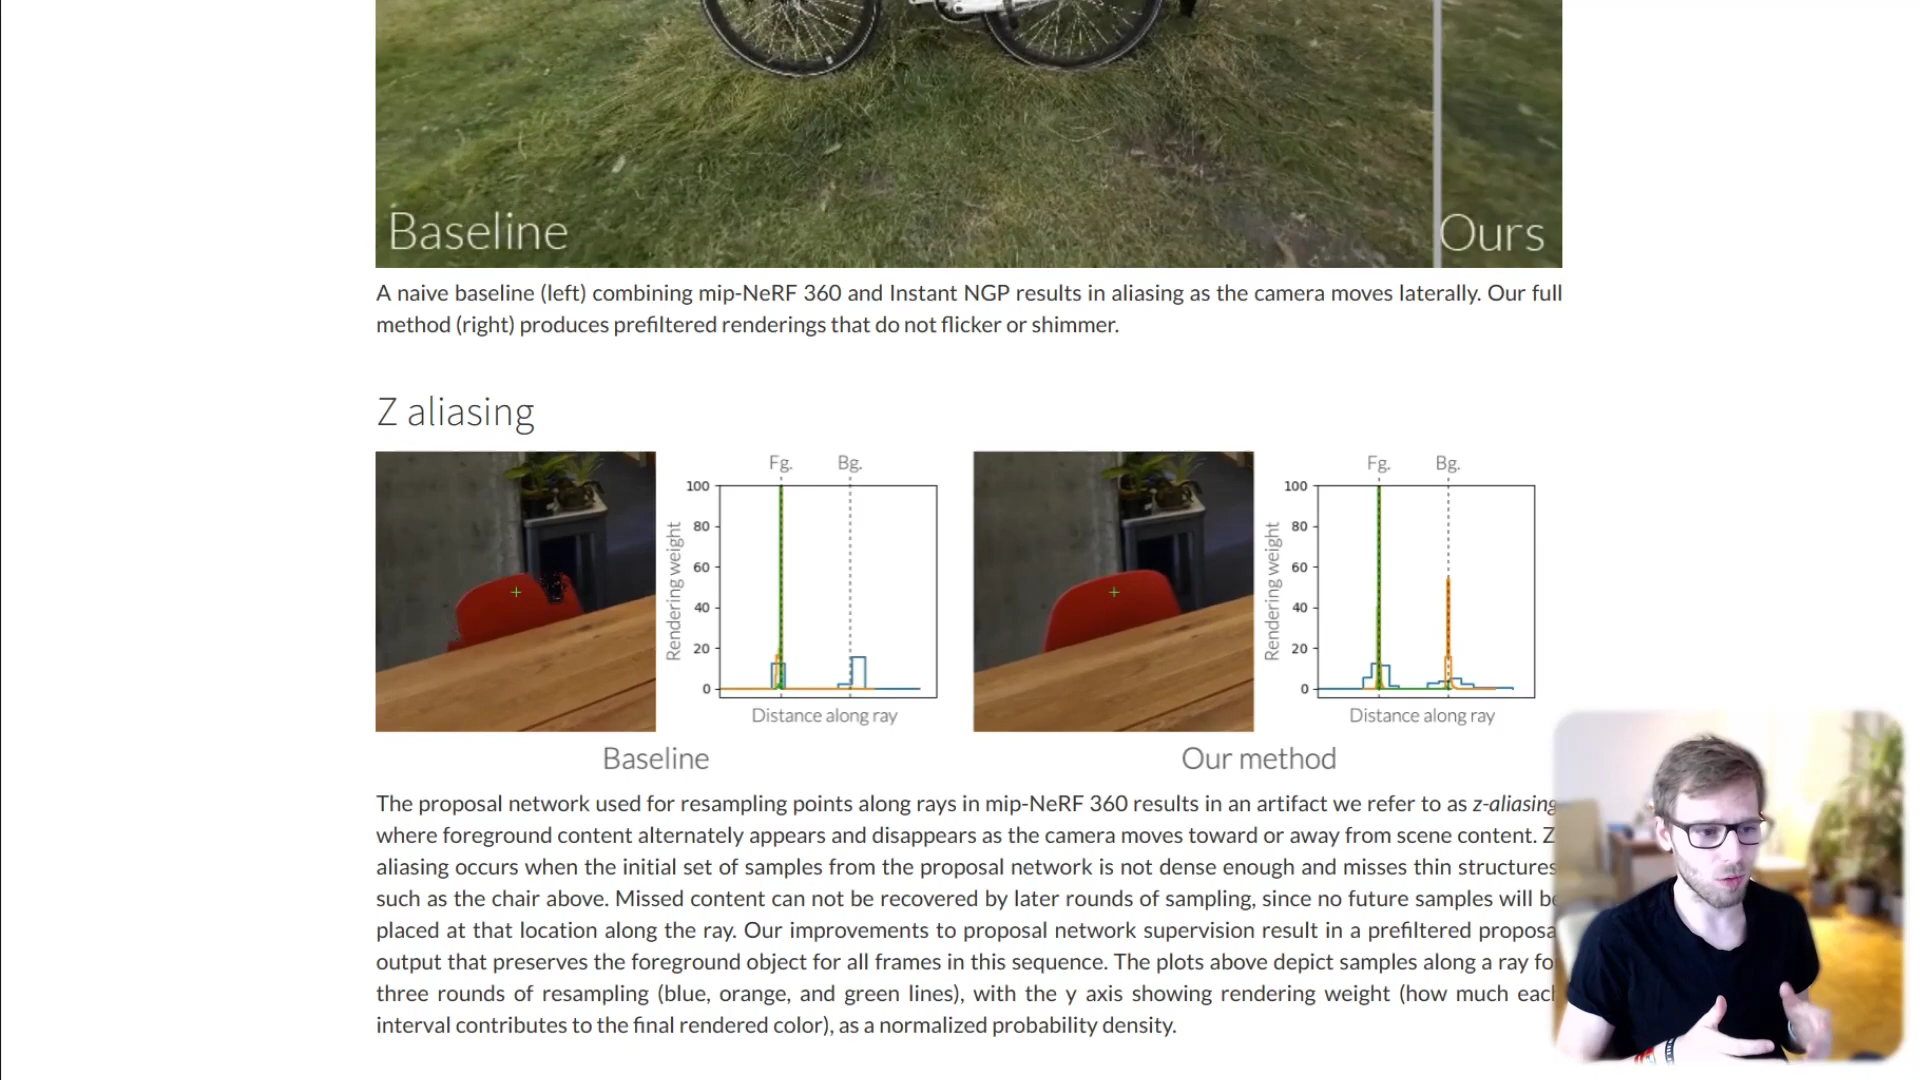 Baseline
Ours
A naive baseline (left) combining mip-NeRF 360 and Instant NGP results in aliasing as the camera moves laterally. Our full
method (right) produces prefiltered renderings that do not flicker or shimmer.
Z aliasing
Fg. Bg.
100
80
60
40
20
0
Rendering weight
Distance along ray
Fg. Bg.
100
80
60
40
20
0
Rendering weight
Distance along ray
Baseline
Our method
The proposal network used for resampling points along rays in mip-NeRF 360 results in an artifact we refer to as z-aliasing
where foreground content alternately appears and disappears as the camera moves toward or away from scene content. Z
aliasing occurs when the initial set of samples from the proposal network is not dense enough and misses thin structures
such as the chair above. Missed content can not be recovered by later rounds of sampling, since no future samples will
placed at that location along the ray. Our improvements to proposal network supervision result in a prefiltered
output that preserves the foreground object for all frames in this sequence. The plots above depict samples along a ray
three rounds of resampling (blue, orange, and green lines), with the y axis showing rendering weight (how much
interval contributes to the final rendered color), as a normalized probability density.